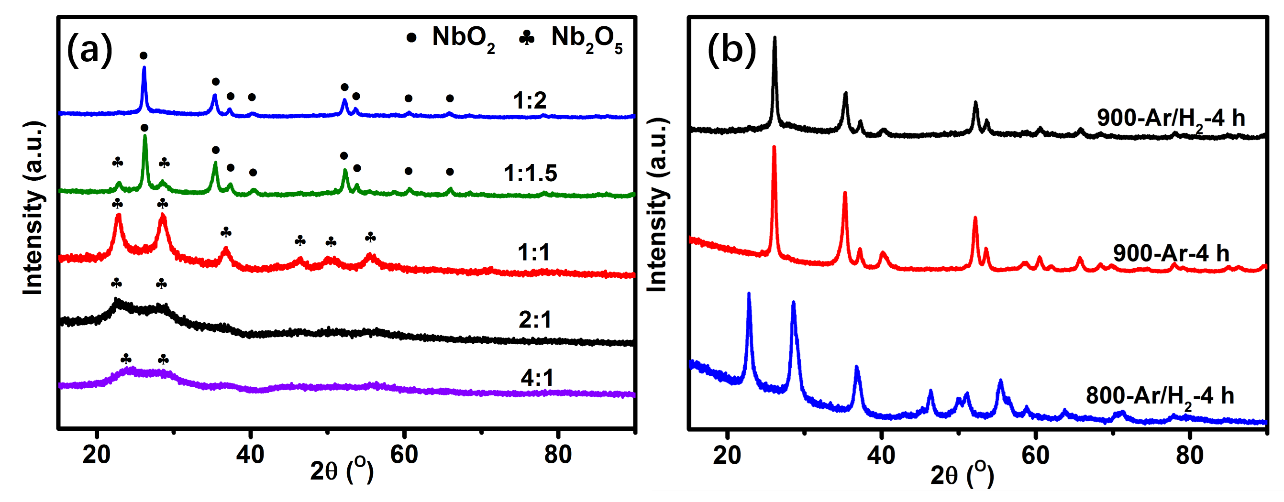 (a)
● NbO₂ ♣ Nb₂O₅
1:2
1:1.5
1:1
2:1
4:1
Intensity (a.u.)
20 40 60 80
2θ (°)
(b)
900-Ar/H₂-4 h
900-Ar-4 h
800-Ar/H₂-4 h
Intensity (a.u.)
20 40 60 80
2θ (°)